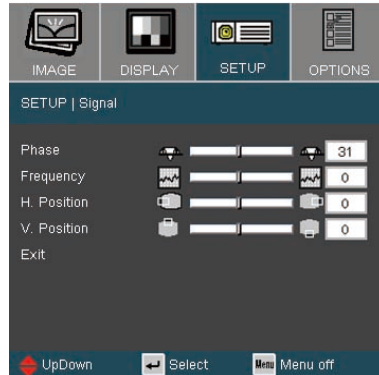 IMAGE DISPLAY SETUP OPTIONS
SETUP | Signal
Phase 31
Frequency 0
H. Position 0
V. Position 0
Exit
UpDown Select Menu Menu off